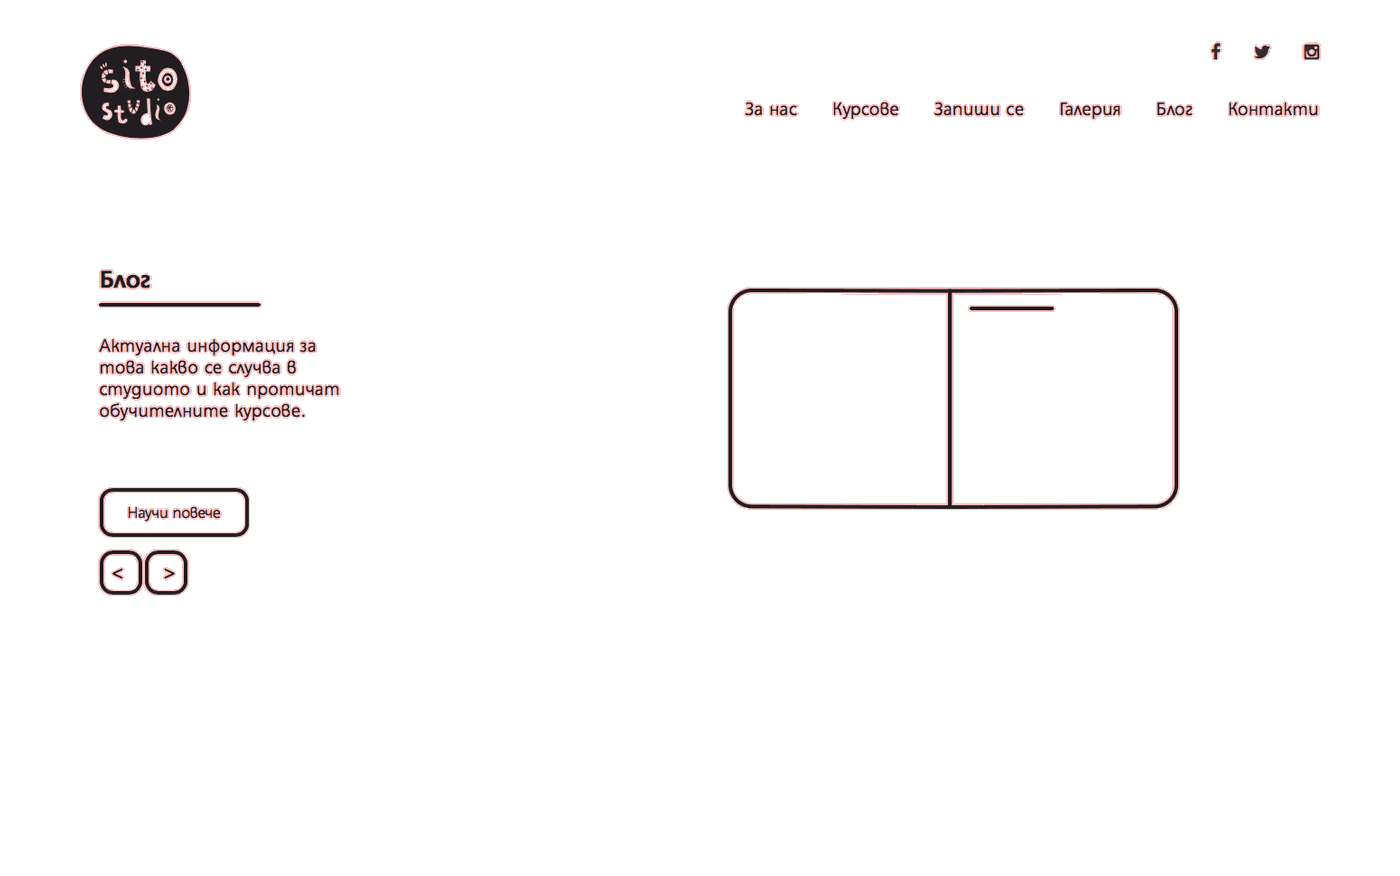 sito
studio
За нас Курсове Запиши се Галерия Блог Контакти
Блог
Актуална информация за
това какво се случва в
студиото и как протичат
обучителните курсове.
Научи повече
< >